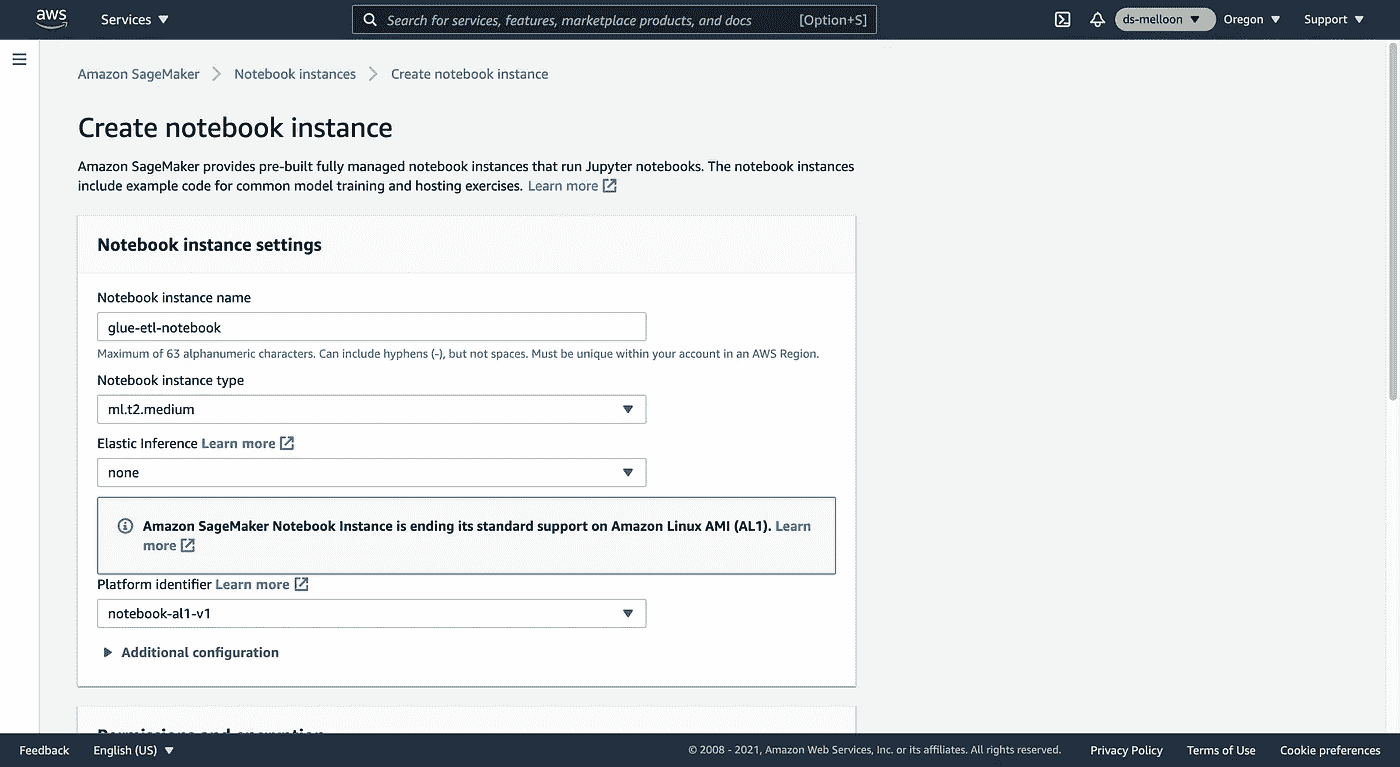 aws Services Search for services, features, marketplace products, and docs [Option+S] ds-melloon Oregon Support
Amazon SageMaker Notebook instances Create notebook instance
Create notebook instance
Amazon SageMaker provides pre-built fully managed notebook instances that run Jupyter notebooks. The notebook instances
include example code for common model training and hosting exercises. Learn more
Notebook instance settings
Notebook instance name
glue-etl-notebook
Maximum of 63 alphanumeric characters. Can include hyphens (-), but not spaces. Must be unique within your account in an AWS Region.
Notebook instance type
ml.t2.medium
Elastic Inference Learn more
none
Amazon SageMaker Notebook Instance is ending its standard support on Amazon Linux AMI (AL1). Learn
more
Platform identifier Learn more
notebook-al1-v1
Additional configuration
Permissions and encryption
Feedback English (US) © 2008 - 2021, Amazon Web Services, Inc. or its affiliates. All rights reserved. Privacy Policy Terms of Use Cookie preferences